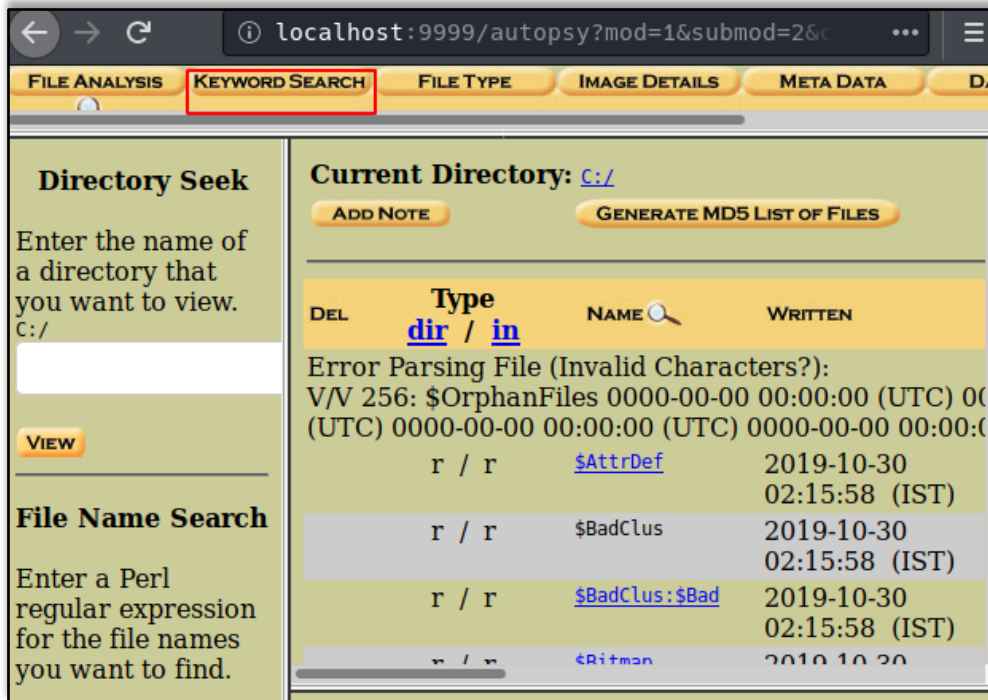 localhost:9999/autopsy?mod=1&submod=2&c ...
FILE ANALYSIS KEYWORD SEARCH FILE TYPE IMAGE DETAILS META DATA
Directory Seek
Enter the name of
a directory that
you want to view.
C:/
VIEW
File Name Search
Enter a Perl
regular expression
for the file names
you want to find.
Current Directory: C:/
ADD NOTE GENERATE MD5 LIST OF FILES
DEL Type NAME WRITTEN
dir / in
Error Parsing File (Invalid Characters?):
V/V 256: $OrphanFiles 0000-00-00 00:00:00 (UTC)
(UTC) 0000-00-00 00:00:00 (UTC) 0000-00-00
r / r $AttrDef 2019-10-30
02:15:58 (IST)
r / r $BadClus 2019-10-30
02:15:58 (IST)
r / r $BadClus:$Bad 2019-10-30
02:15:58 (IST)
r / r $Bitmap 2019-10-30